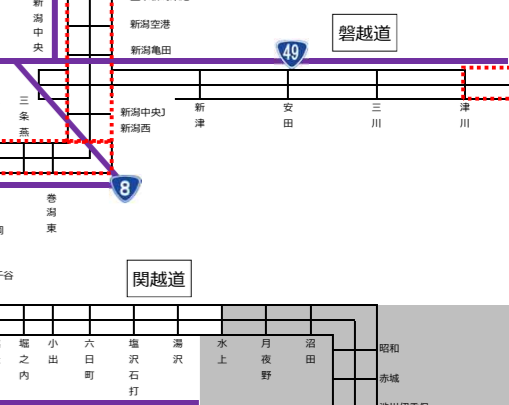 新潟中央
新潟空港
新潟亀田
磐越道
49
三条燕
新潟中央J
新潟西
新津
安田
三川
津川
8
巻潟東
谷
関越道
堀之内
小出
六日町
塩沢石打
湯沢
水上
月夜野
沼田
昭和
赤城